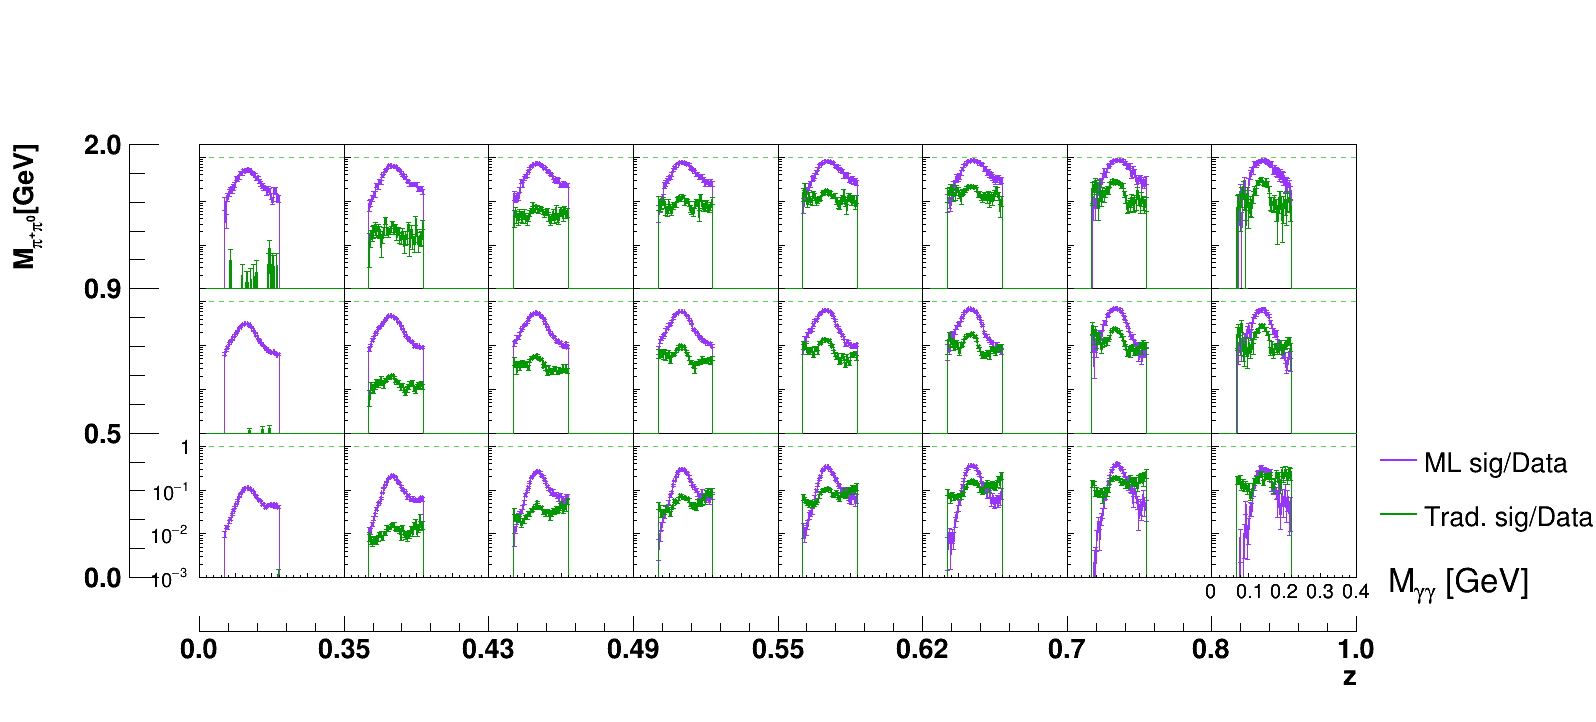 M_{π⁺π⁰}[GeV]
2.0
0.9
0.5
0.0
1
10⁻¹
10⁻²
10⁻³
ML sig/Data
Trad. sig/Data
0 0.1 0.2 0.3 0.4
M_{γγ} [GeV]
0.0 0.35 0.43 0.49 0.55 0.62 0.7 0.8 1.0
z